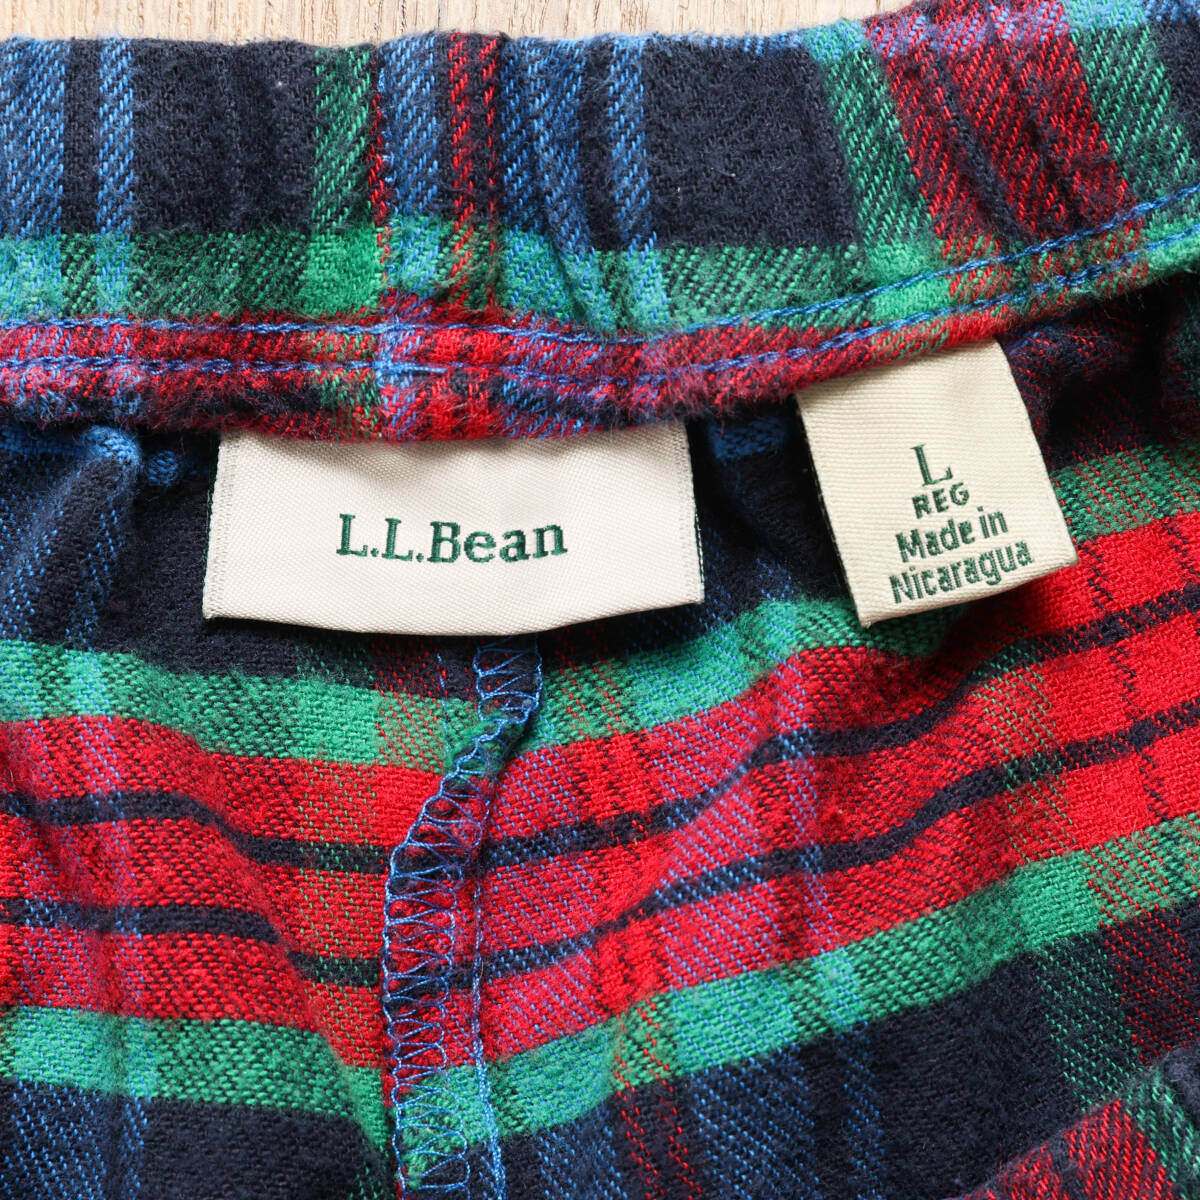 L.L.Bean
L
REG
Made in
Nicaragua